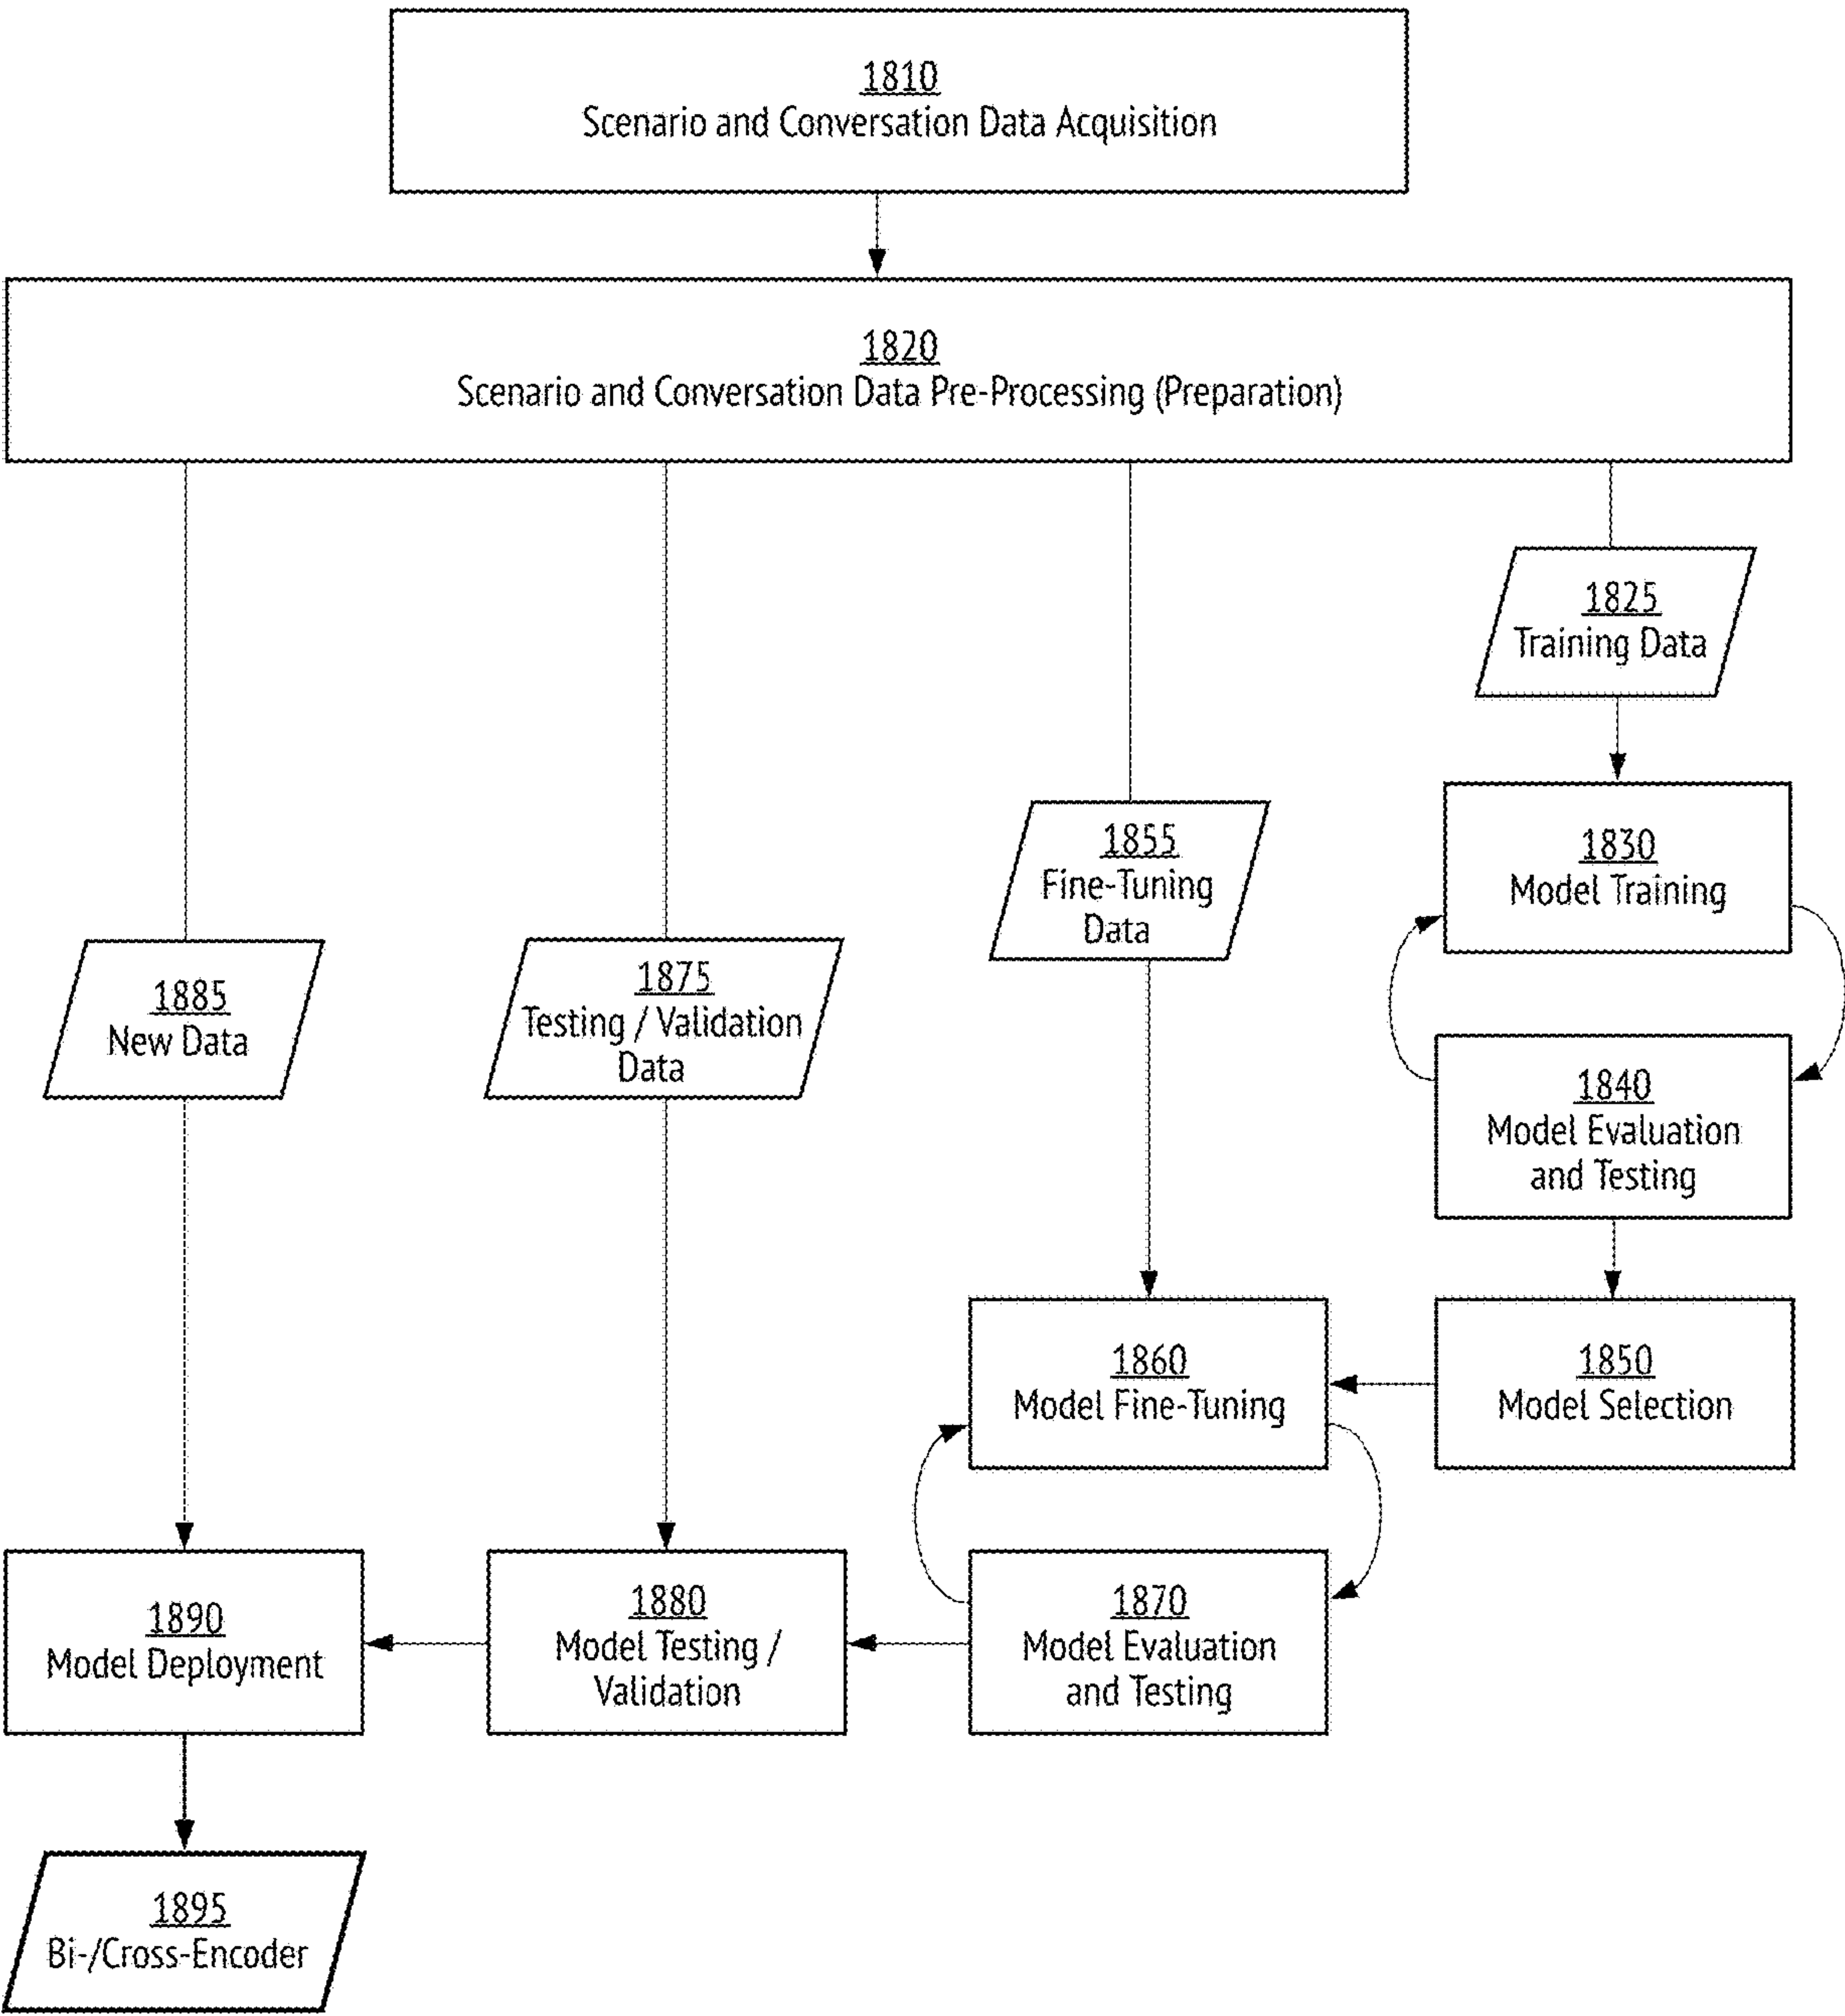 1810
Scenario and Conversation Data Acquisition
1820
Scenario and Conversation Data Pre-Processing (Preparation)
1825
Training Data
1830
Model Training
1855
Fine-Tuning
Data
1885
New Data
1875
Testing / Validation
Data
1840
Model Evaluation
and Testing
1860
Model Fine-Tuning
1850
Model Selection
1890
Model Deployment
1880
Model Testing /
Validation
1870
Model Evaluation
and Testing
1895
Bi-/Cross-Encoder